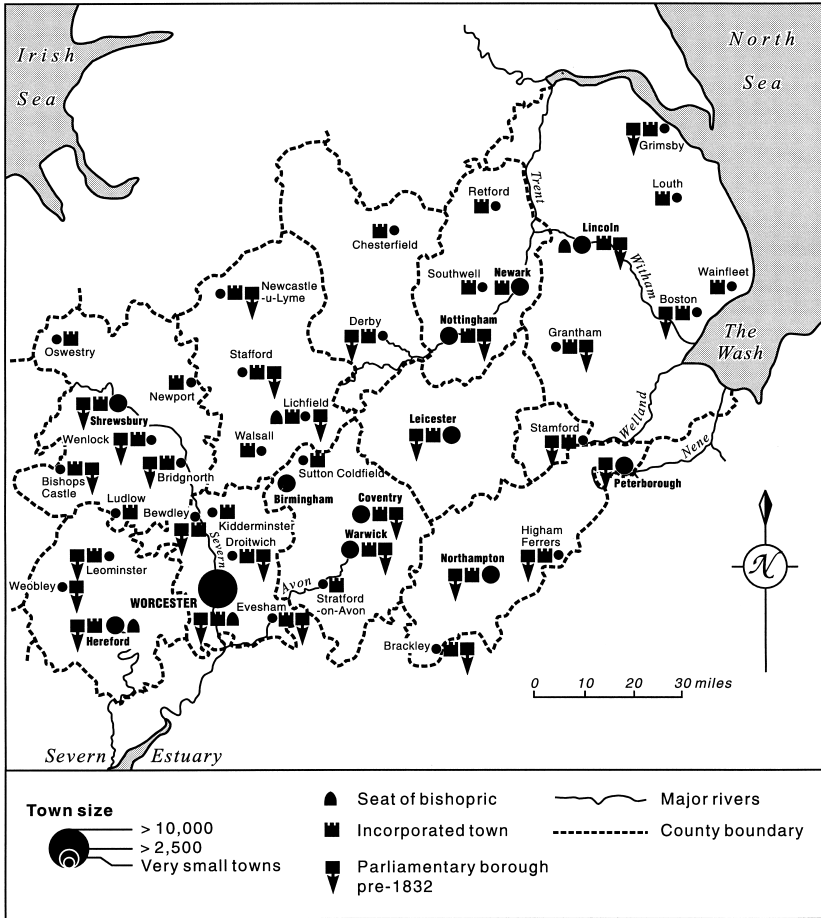 Irish
Sea
North
Sea
Grimsby
Louth
Retford
Trent
Chesterfield
Lincoln
Witham
Southwell
Newark
Wainfleet
Newcastle
-u-Lyme
Boston
Derby
Nottingham
Grantham
The
Wash
Oswestry
Stafford
Newport
Lichfield
Shrewsbury
Leicester
Welland
Wenlock
Walsall
Stamford
Nene
Bishops
Castle
Bridgnorth
Sutton Coldfield
Birmingham
Peterborough
Ludlow
Bewdley
Kidderminster
Coventry
Severn
Droitwich
Warwick
Higham
Ferrers
Leominster
Northampton
Weobley
Avon
Stratford
-on-Avon
WORCESTER
Evesham
Hereford
Brackley
N
0 10 20 30 miles
Severn
Estuary
Town size
> 10,000
> 2,500
Very small towns
Seat of bishopric
Incorporated town
Parliamentary borough
pre-1832
Major rivers
County boundary